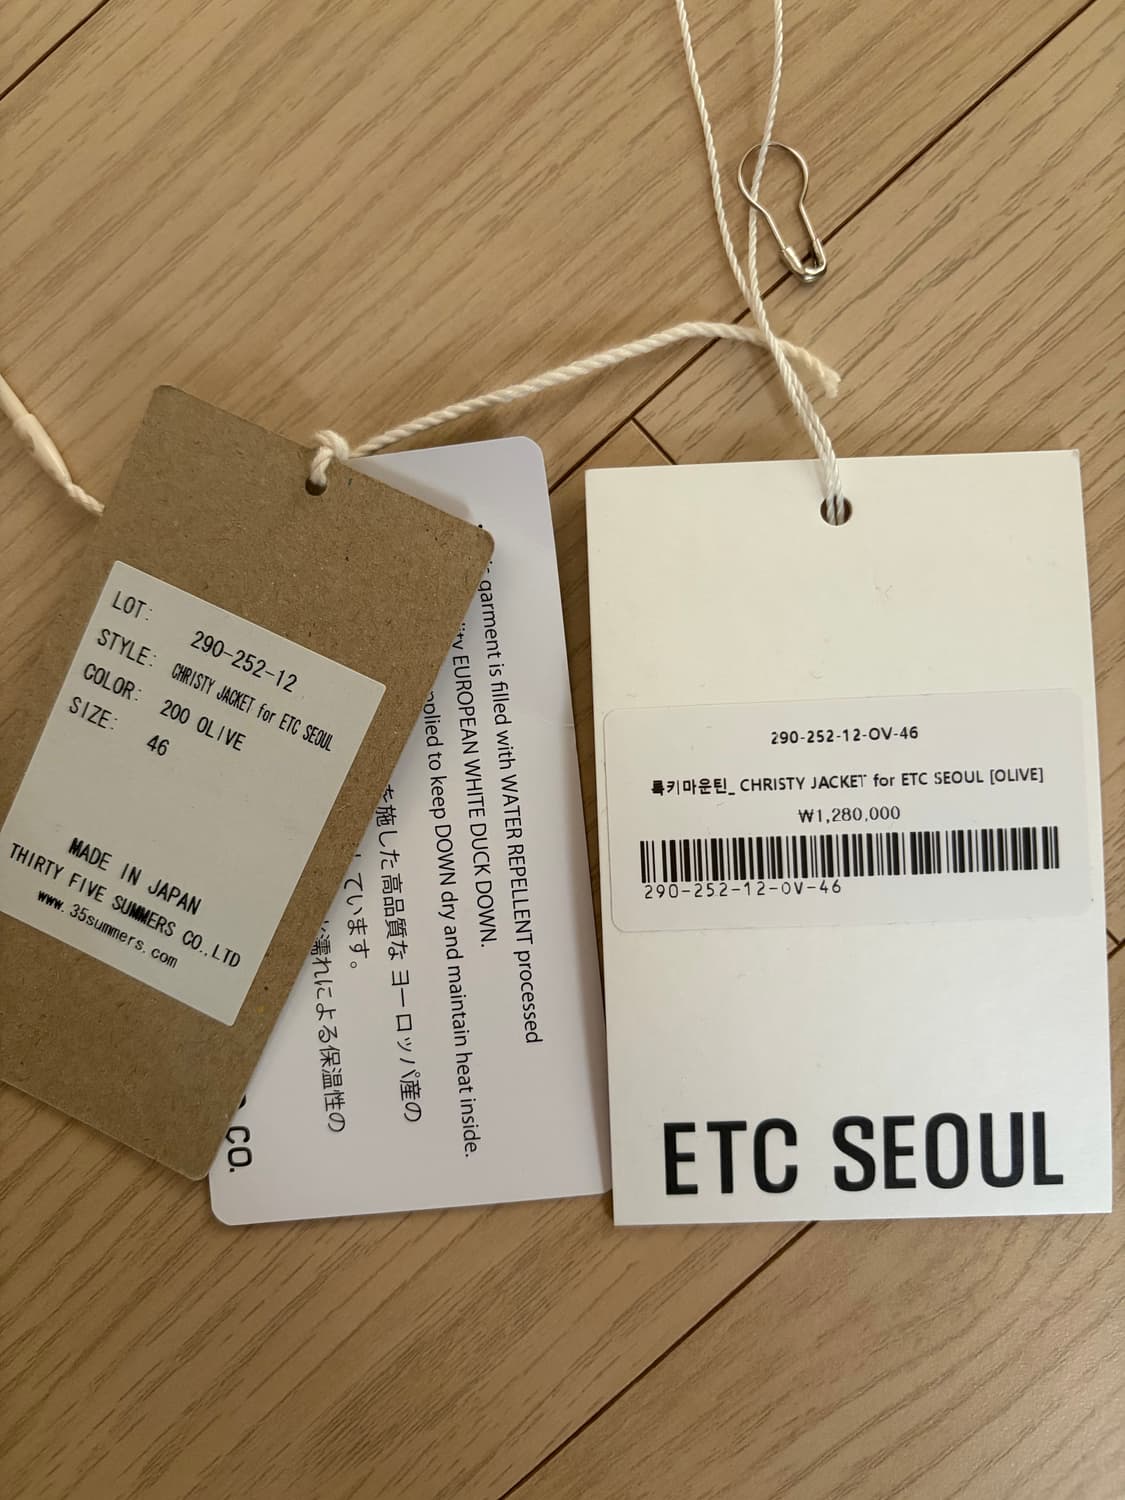 LOT: 290-252-12
STYLE: CHRISTY JACKET for ETC SEOUL
COLOR: 200 OLIVE
SIZE: 46
MADE IN JAPAN
THIRTY FIVE SUMMERS CO.,LTD
www.35summers.com
garment is filled with WATER REPELLENT processed
EUROPEAN WHITE DUCK DOWN.
to keep DOWN dry and maintain heat inside.
を施した高品質な ヨーロッパ産の
ています。
濡れによる保温性の
CO.
290-252-12-OV-46
록키마운틴_ CHRISTY JACKET for ETC SEOUL [OLIVE]
₩1,280,000
290-252-12-OV-46
ETC SEOUL